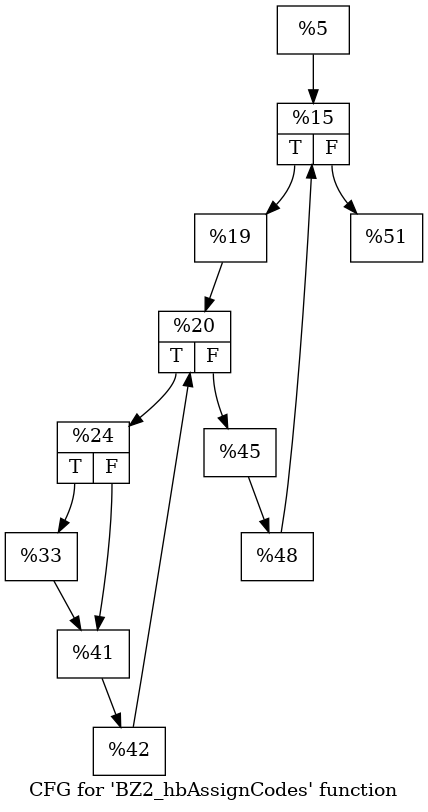 %5
%15
T F
%19
%51
%20
T F
%24
T F
%45
%33
%48
%41
%42
CFG for 'BZ2_hbAssignCodes' function